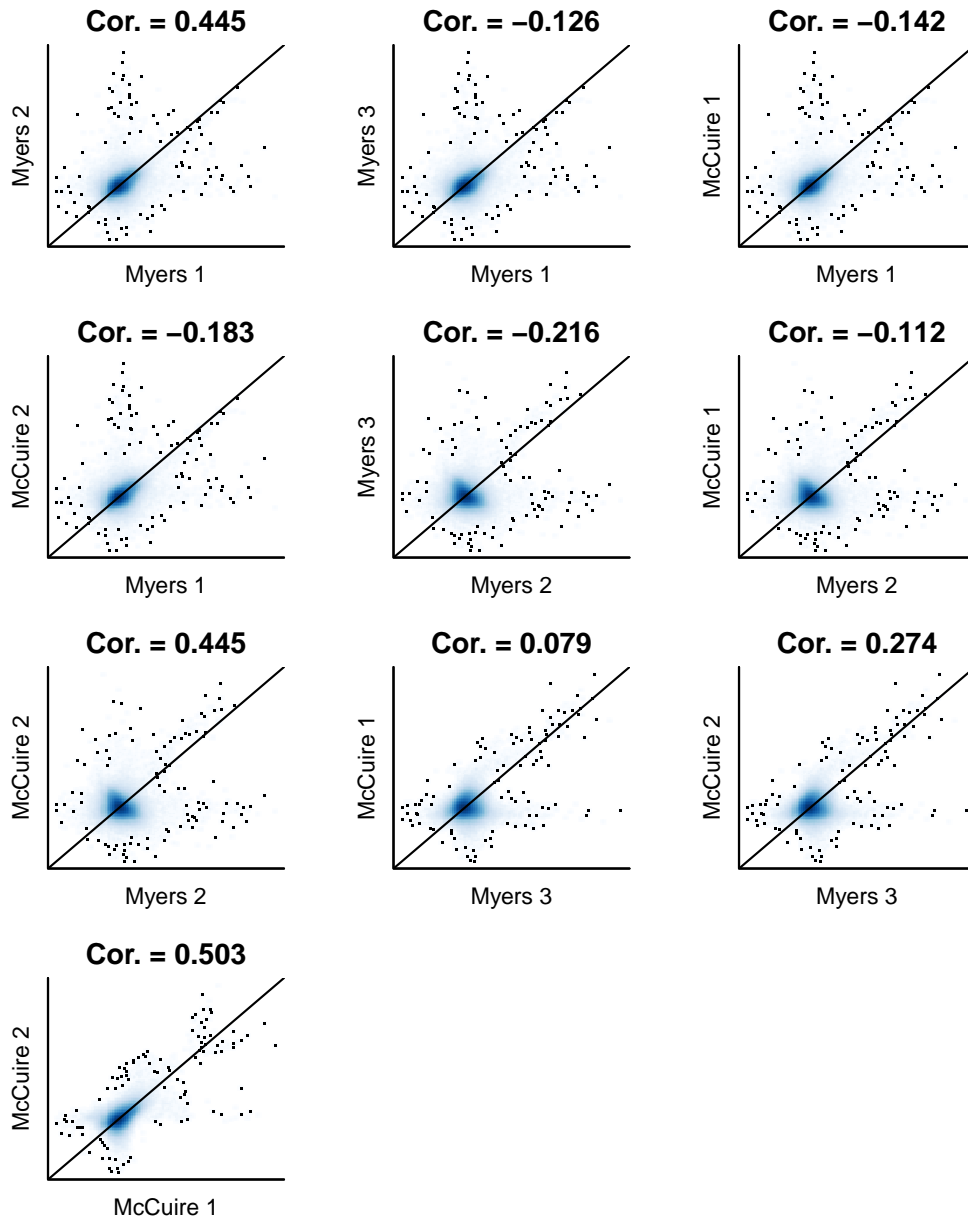 Cor. = 0.445
Myers 2
Myers 1
Cor. = −0.126
Myers 3
Myers 1
Cor. = −0.142
McCuire 1
Myers 1
Cor. = −0.183
McCuire 2
Myers 1
Cor. = −0.216
Myers 3
Myers 2
Cor. = −0.112
McCuire 1
Myers 2
Cor. = 0.445
McCuire 2
Myers 2
Cor. = 0.079
McCuire 1
Myers 3
Cor. = 0.274
McCuire 2
Myers 3
Cor. = 0.503
McCuire 2
McCuire 1